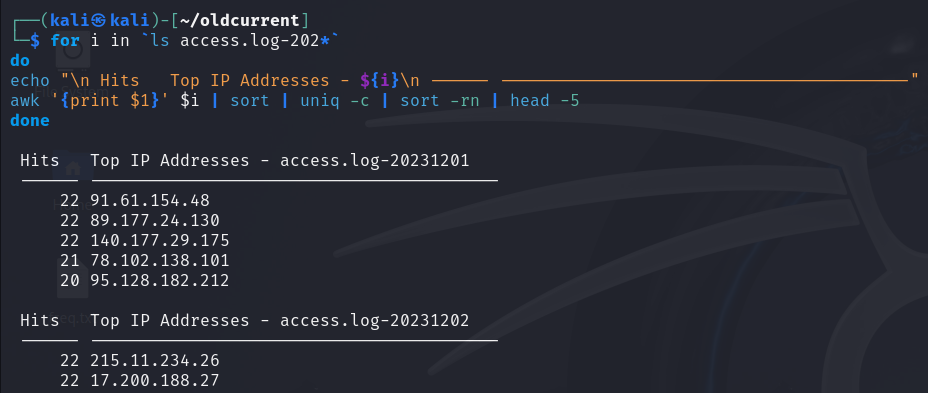 ┌──(kali㉿kali)-[~/oldcurrent]
└─$ for i in `ls access.log-202*`
do
echo "\n Hits   Top IP Addresses - ${i}\n —————— —————————————————————————————————————————"
awk '{print $1}' $i | sort | uniq -c | sort -rn | head -5
done
Hits   Top IP Addresses - access.log-20231201
—————— —————————————————————————————————————————
22 91.61.154.48
22 89.177.24.130
22 140.177.29.175
21 78.102.138.101
20 95.128.182.212
Hits   Top IP Addresses - access.log-20231202
—————— —————————————————————————————————————————
22 215.11.234.26
22 17.200.188.27